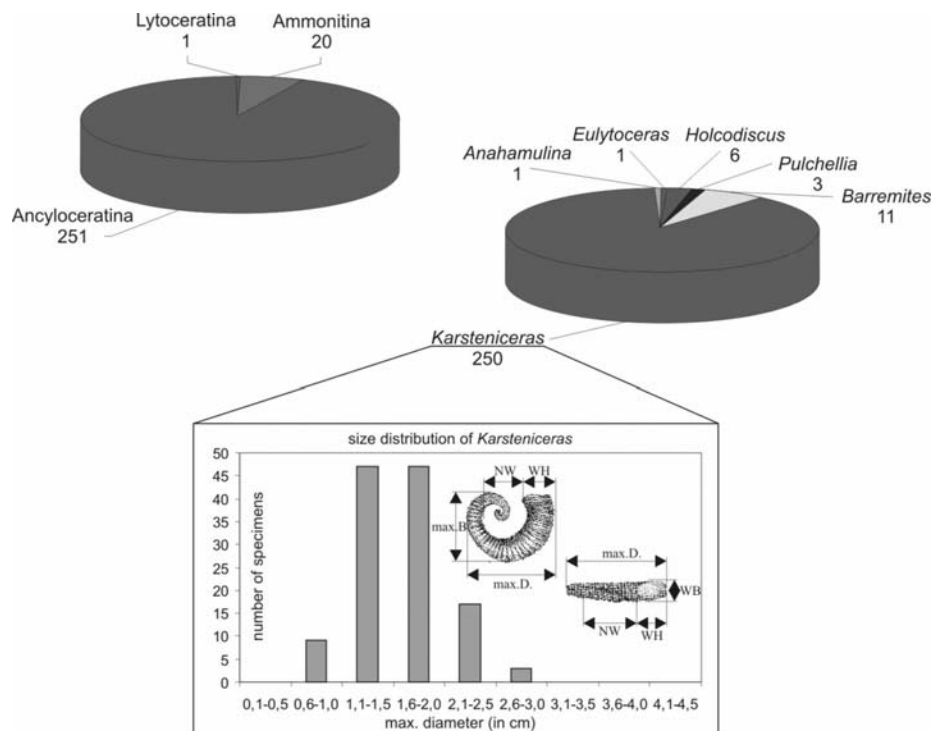 Lytoceratina
1
Ammonitina
20
Ancyloceratina
251
Eulytoceras
1
Holcodiscus
6
Anahamulina
1
Pulchellia
3
Barremites
11
Karsteniceras
250
size distribution of Karsteniceras
number of specimens
50
45
40
35
30
25
20
15
10
5
0
NW
WH
max.B
max.D.
max.D.
WB
NW
WH
0,1-0,5 0,6-1,0 1,1-1,5 1,6-2,0 2,1-2,5 2,6-3,0 3,1-3,5 3,6-4,0 4,1-4,5
max. diameter (in cm)